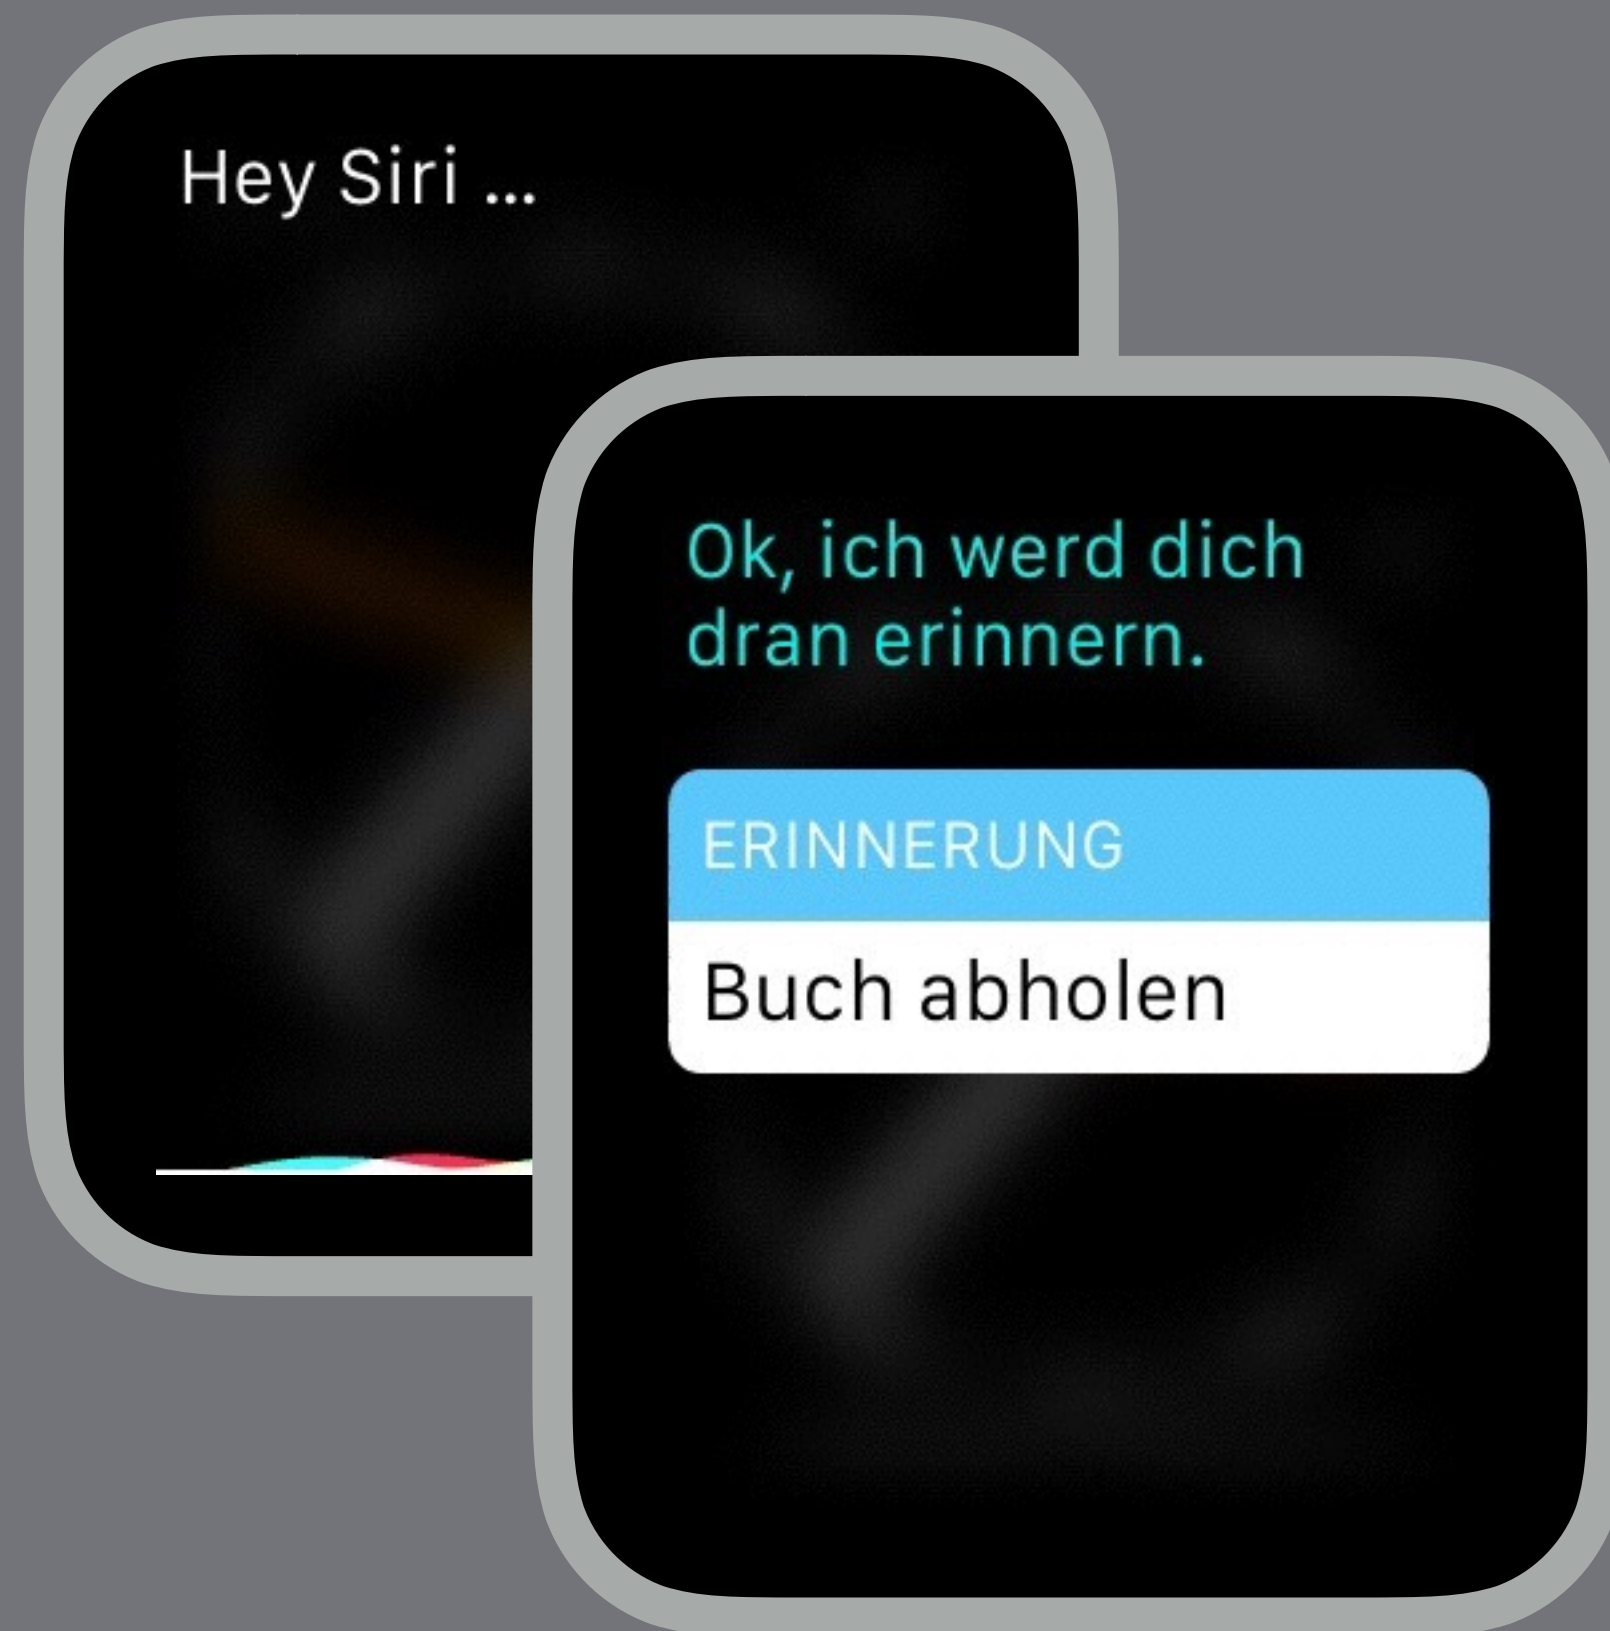 Hey Siri ...
Ok, ich werd dich
dran erinnern.
ERINNERUNG
Buch abholen